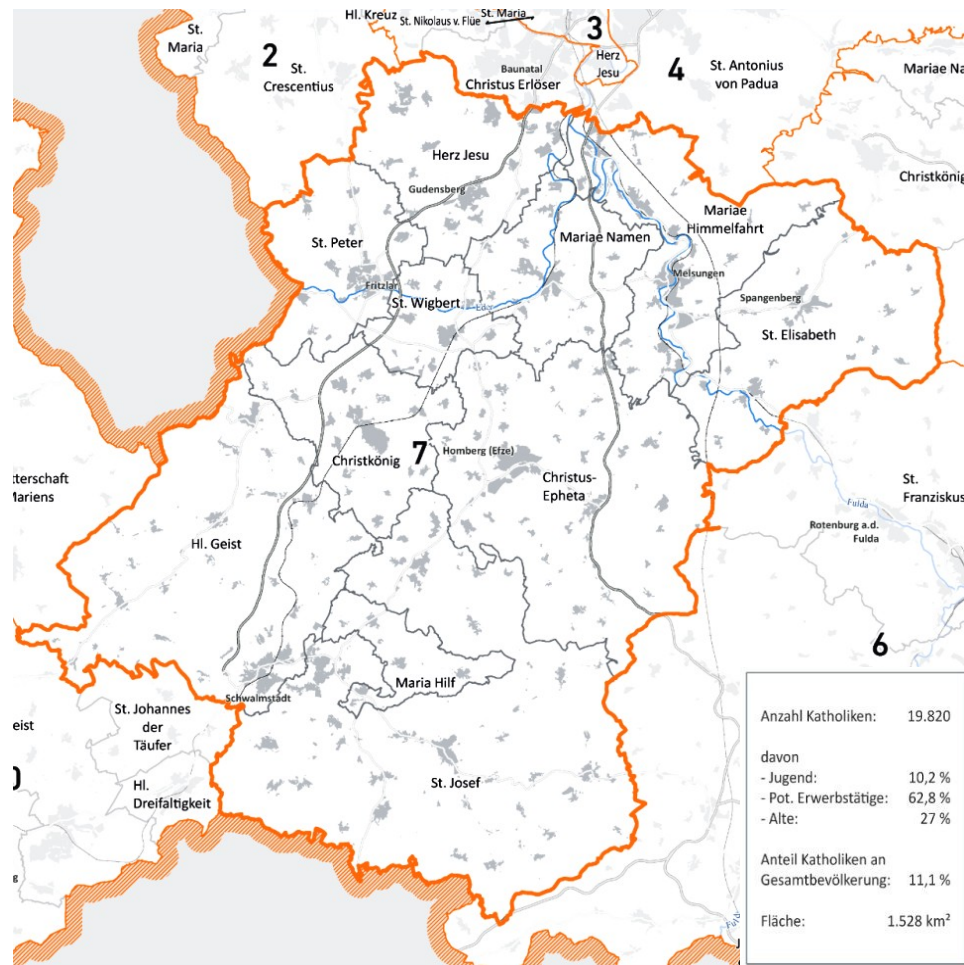 Hl. Kreuz
St. Nikolaus v. Flüe
St. Maria
St.
Maria
2
St.
Crescentius
3
Herz
Jesu
Baunatal
Christus Erlöser
4
St. Antonius
von Padua
Mariae Na
Christkönig
Herz Jesu
Gudensberg
Mariae
Himmelfahrt
St. Peter
Mariae Namen
Melsungen
Fritzlar
St. Wigbert
Eder
Spangenberg
St. Elisabeth
Christkönig
7
Homberg (Efze)
Christus-
Epheta
tterschaft
Mariens
St.
Franziskus
Fulda
Rotenburg a.d.
Fulda
Hl. Geist
6
Maria Hilf
Schwalmstadt
St. Johannes
der
Täufer
eist
Hl.
Dreifaltigkeit
St. Josef
g
Fulda
Anzahl Katholiken: 19.820
davon
- Jugend: 10,2 %
- Pot. Erwerbstätige: 62,8 %
- Alte: 27 %
Anteil Katholiken an
Gesamtbevölkerung: 11,1 %
Fläche: 1.528 km²